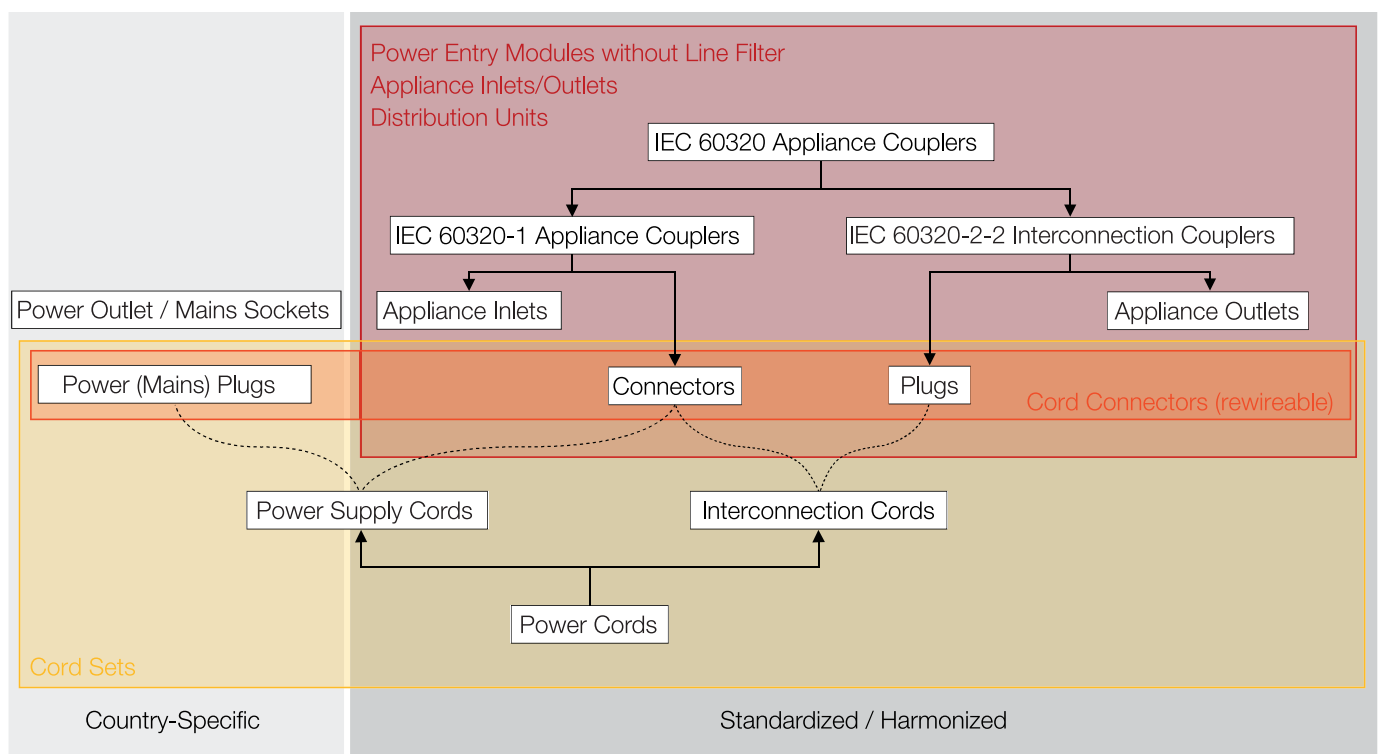 Power Entry Modules without Line Filter
Appliance Inlets/Outlets
Distribution Units
IEC 60320 Appliance Couplers
IEC 60320-1 Appliance Couplers
IEC 60320-2-2 Interconnection Couplers
Power Outlet / Mains Sockets
Appliance Inlets
Appliance Outlets
Power (Mains) Plugs
Connectors
Plugs
Cord Connectors (rewireable)
Power Supply Cords
Interconnection Cords
Power Cords
Cord Sets
Country-Specific
Standardized / Harmonized